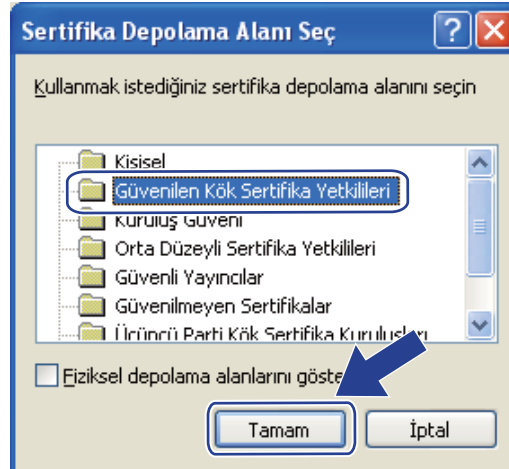 Sertifika Depolama Alanı Seç
Kullanmak istediğiniz sertifika depolama alanını seçin
Kisisel
Güvenilen Kök Sertifika Yetkilileri
Kuruluş Güveni
Orta Düzeyli Sertifika Yetkilileri
Güvenli Yayıncılar
Güvenilmeyen Sertifikalar
Üçüncü Parti Kök Sertifika Kuruluşları
Fiziksel depolama alanlarını göste
Tamam
İptal